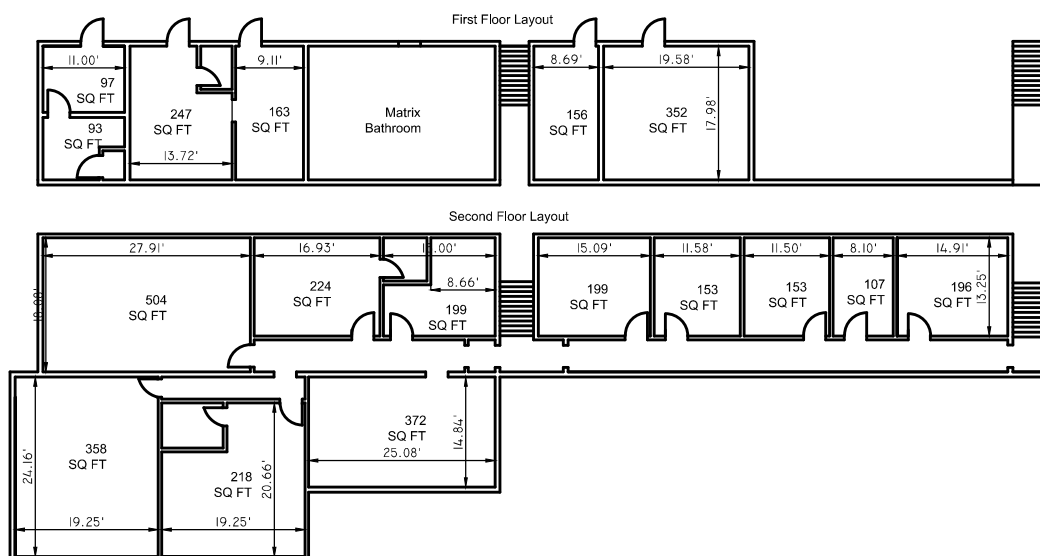 First Floor Layout
11.00'
97
SQ FT
93
SQ FT
247
SQ FT
13.72'
9.11'
163
SQ FT
Matrix
Bathroom
8.69'
156
SQ FT
19.58'
352
SQ FT
17.98'
Second Floor Layout
27.91'
504
SQ FT
16.93'
224
SQ FT
8.66'
199
SQ FT
15.09'
199
SQ FT
11.58'
153
SQ FT
11.50'
153
SQ FT
8.10'
107
SQ FT
14.91'
196
SQ FT
13.25'
24.16'
358
SQ FT
19.25'
218
SQ FT
20.66'
19.25'
372
SQ FT
14.84'
25.08'